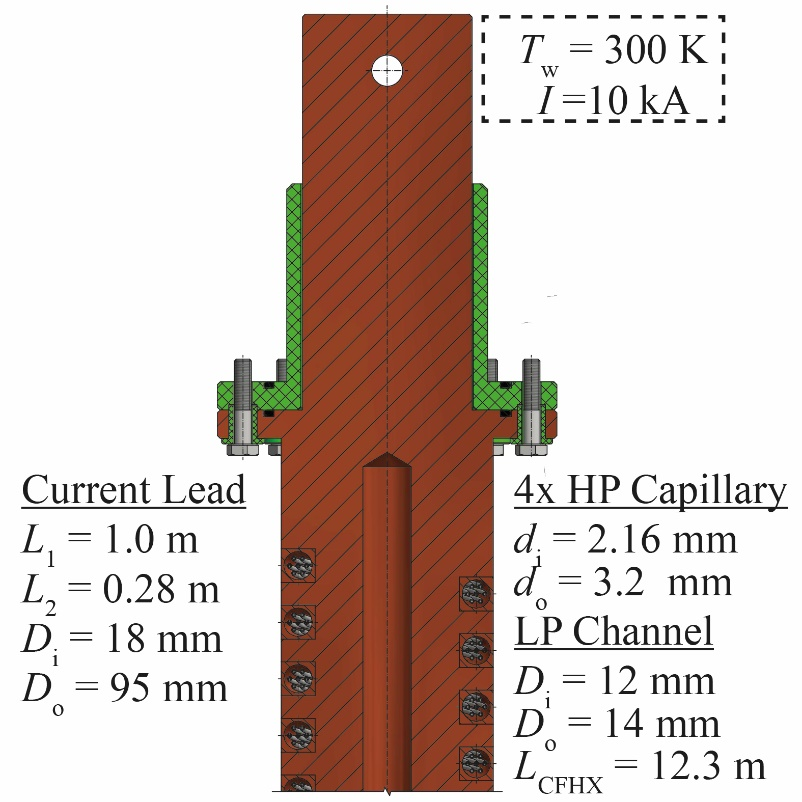 T_w = 300 K
I =10 kA
Current Lead
L_1 = 1.0 m
L_2 = 0.28 m
D_i = 18 mm
D_o = 95 mm
4x HP Capillary
d_i = 2.16 mm
d_o = 3.2 mm
LP Channel
D_i = 12 mm
D_o = 14 mm
L_CFHX = 12.3 m